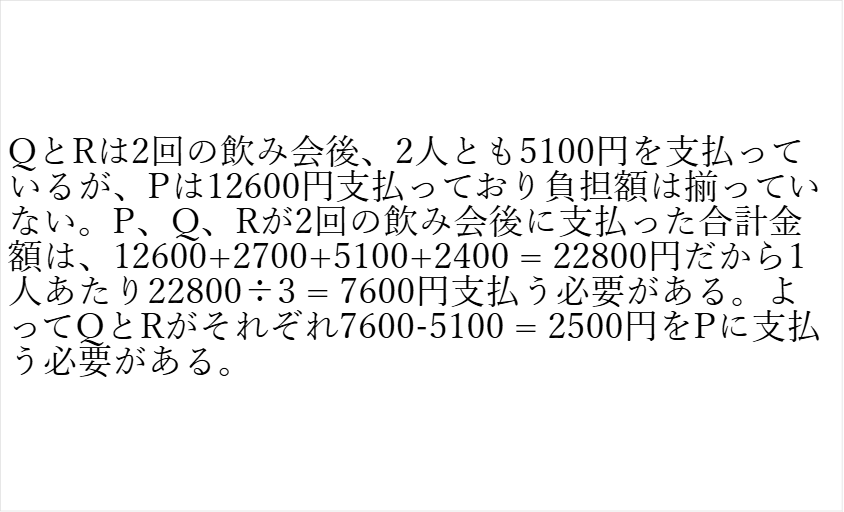 QとRは2回の飲み会後、2人とも5100円を支払って
いるが、Pは12600円支払っており負担額は揃ってい
ない。P、Q、Rが2回の飲み会後に支払った合計金
額は、12600+2700+5100+2400 = 22800円だから1
人あたり22800÷3 = 7600円支払う必要がある。よ
ってQとRがそれぞれ7600-5100 = 2500円をPに支払
う必要がある。